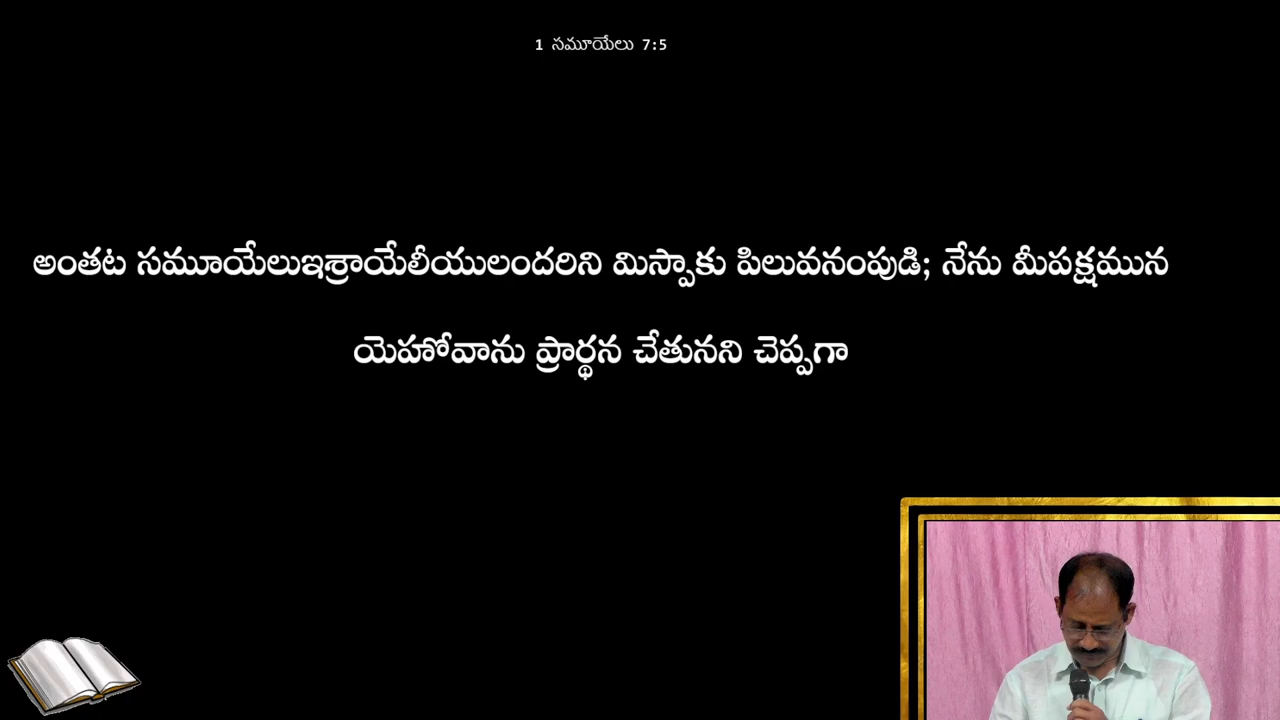 1 సమూయేలు 7:5
అంతట సమూయేలుఇశ్రాయేలీయులందరిని మిస్పాకు పిలువనంపుడి; నేను మీపక్షమున
యెహోవాను ప్రార్థన చేతునని చెప్పగా